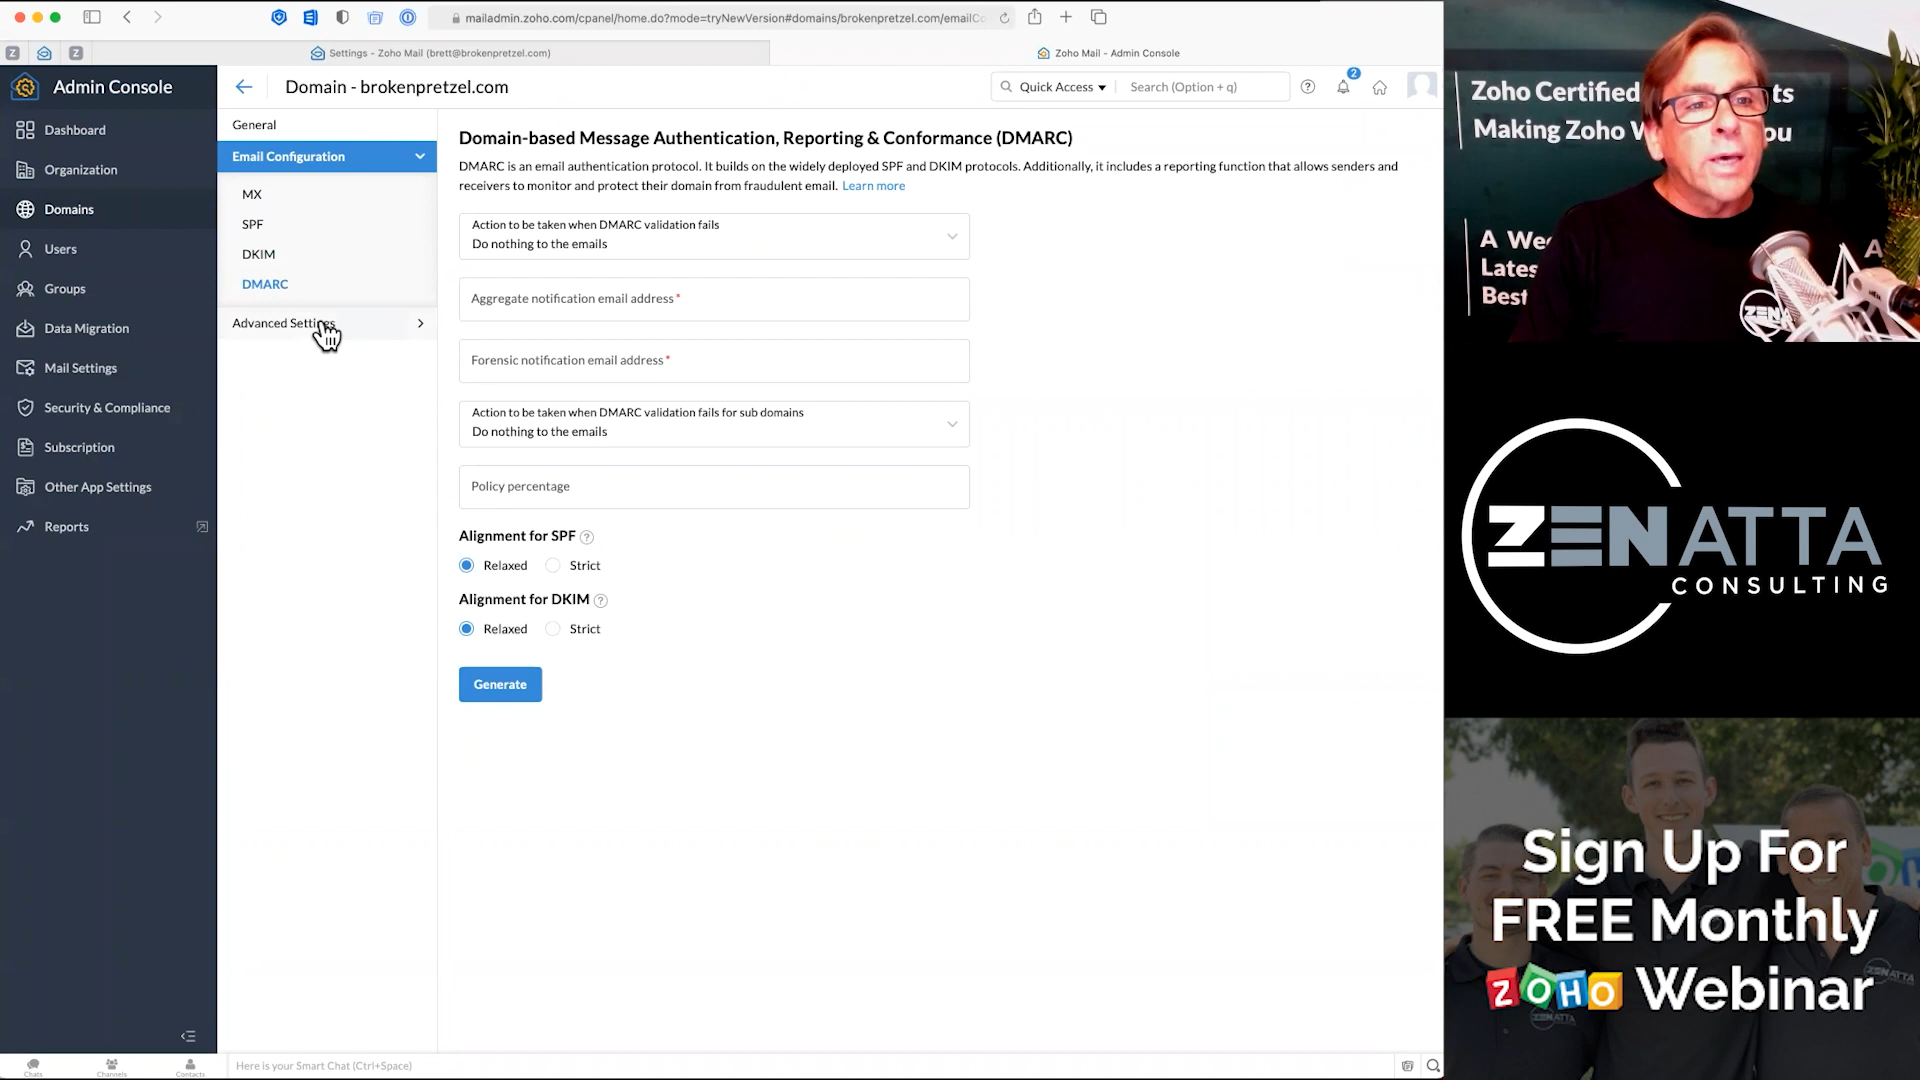 mailadmin.zoho.com/cpanel/home.do?mode=tryNewVersion#domains/brokenpretzel.com/emailCo
Z
Z
Settings - Zoho Mail (brett@brokenpretzel.com)
Zoho Mail - Admin Console
Admin Console
Domain - brokenpretzel.com
Quick Access
Search (Option + q)
2
Dashboard
Organization
Domains
Users
Groups
Data Migration
Mail Settings
Security & Compliance
Subscription
Other App Settings
Reports
General
Email Configuration
MX
SPF
DKIM
DMARC
Advanced Settings
Domain-based Message Authentication, Reporting & Conformance (DMARC)
DMARC is an email authentication protocol. It builds on the widely deployed SPF and DKIM protocols. Additionally, it includes a reporting function that allows senders and
receivers to monitor and protect their domain from fraudulent email. Learn more
Action to be taken when DMARC validation fails
Do nothing to the emails
Aggregate notification email address*
Forensic notification email address*
Action to be taken when DMARC validation fails for sub domains
Do nothing to the emails
Policy percentage
Alignment for SPF ?
Relaxed Strict
Alignment for DKIM ?
Relaxed Strict
Generate
Chats
Channels
Contacts
Here is your Smart Chat (Ctrl+Space)
Zoho Certified ts
Making Zoho W ou
A We
Lates
Best
A
ZEN
ZENATTA
CONSULTING
Sign Up For
FREE Monthly
ZOHO Webinar
ZENATTA
ZENATTA